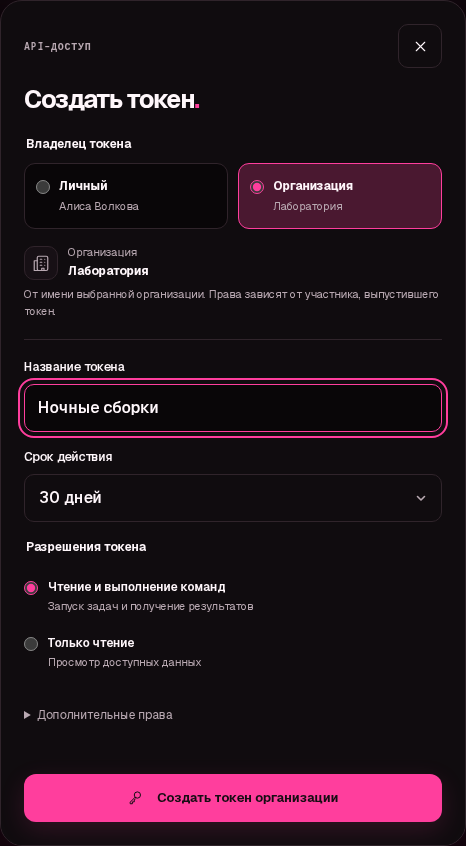 API-ДОСТУП
Создать токен.
Владелец токена
Личный
Алиса Волкова
Организация
Лаборатория
Организация
Лаборатория
От имени выбранной организации. Права зависят от участника, выпустившего
токен.
Название токена
Ночные сборки
Срок действия
30 дней
Разрешения токена
Чтение и выполнение команд
Запуск задач и получение результатов
Только чтение
Просмотр доступных данных
Дополнительные права
Создать токен организации